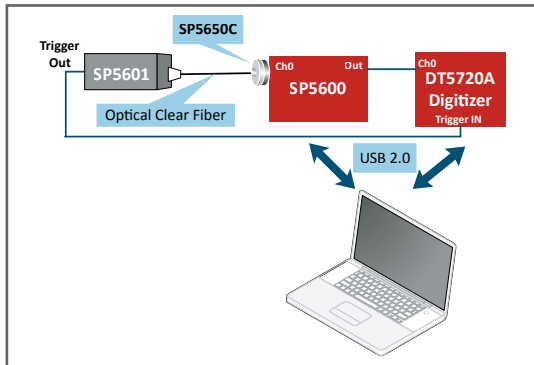 SP5650C
Trigger
Out
SP5601
Optical Clear Fiber
Ch0
Out
SP5600
Ch0
DT5720A
Digitizer
Trigger IN
USB 2.0